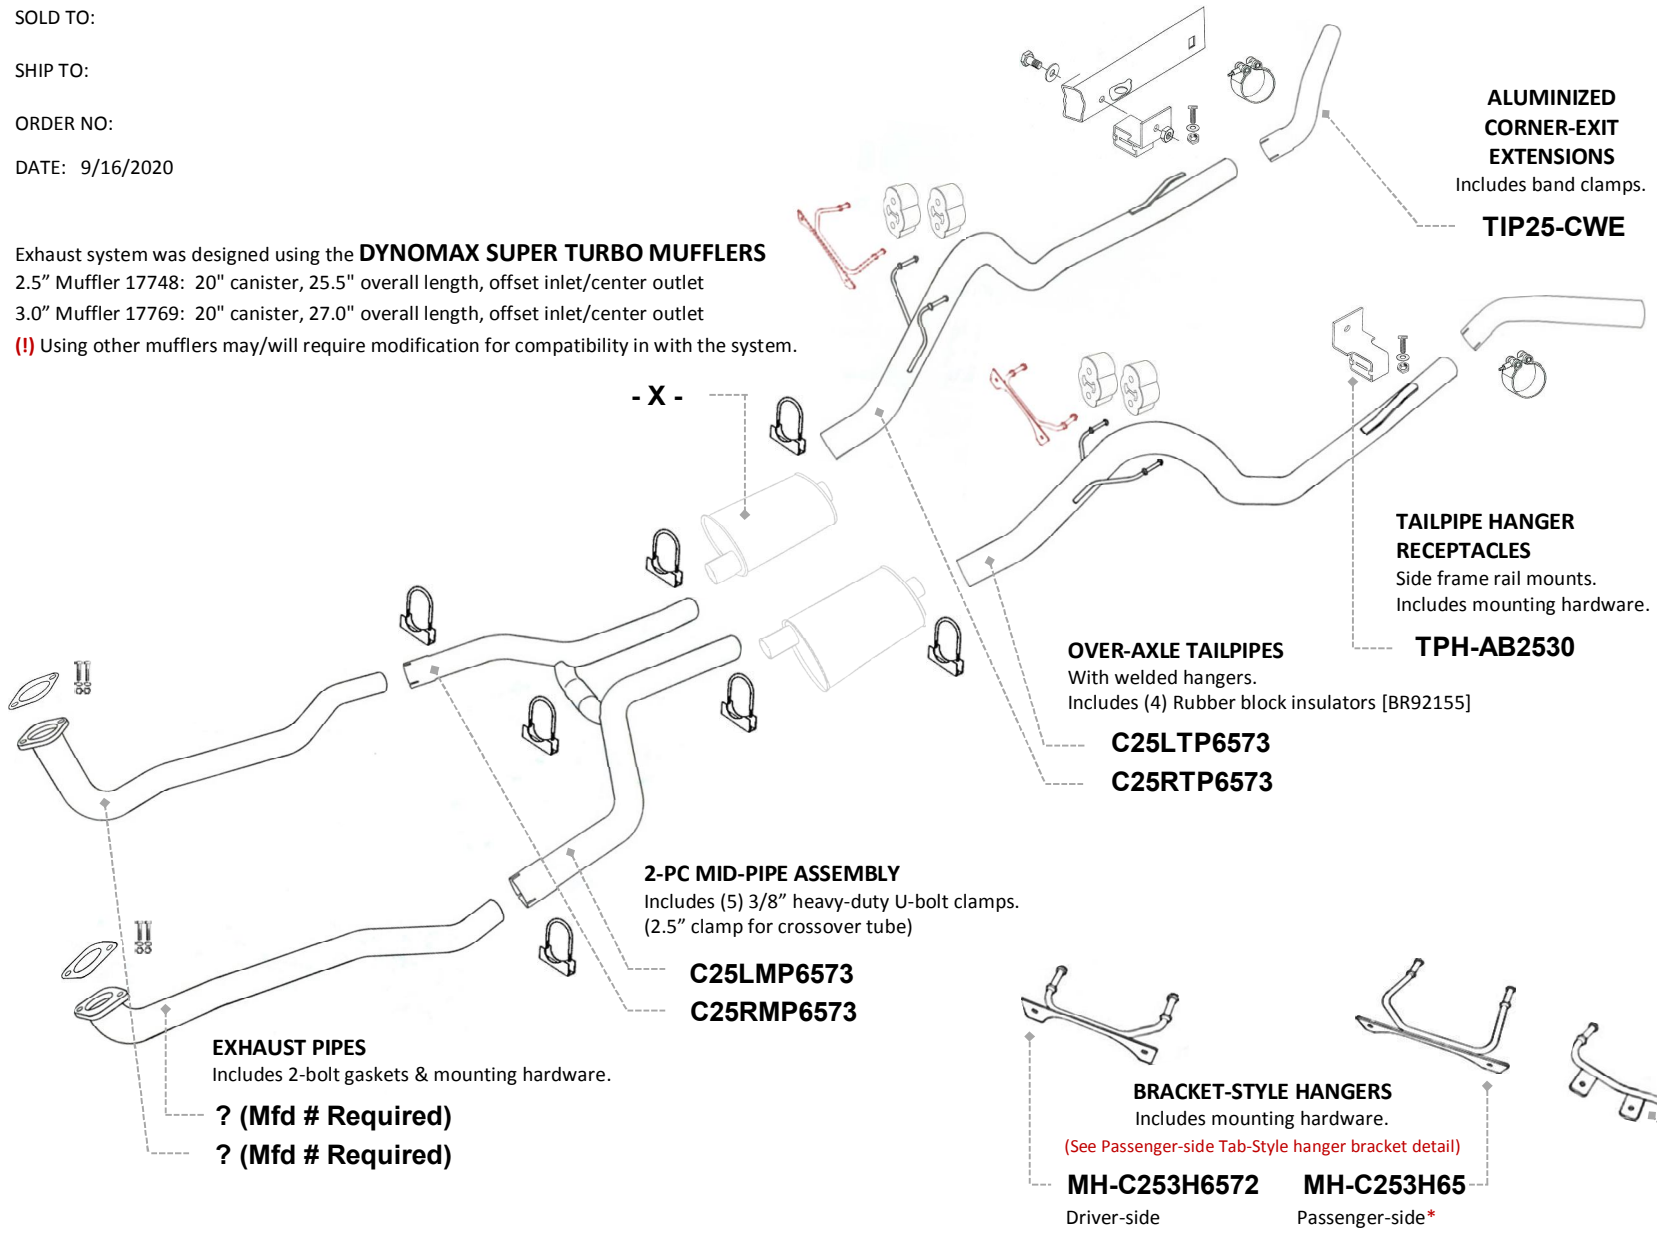 SOLD TO:
SHIP TO:
ORDER NO:
DATE: 9/16/2020
ALUMINIZED
CORNER-EXIT
EXTENSIONS
Includes band clamps.
TIP25-CWE
Exhaust system was designed using the DYNOMAX SUPER TURBO MUFFLERS
2.5” Muffler 17748: 20" canister, 25.5" overall length, offset inlet/center outlet
3.0” Muffler 17769: 20" canister, 27.0" overall length, offset inlet/center outlet
(!) Using other mufflers may/will require modification for compatibility in with the system.
- X -
TAILPIPE HANGER
RECEPTACLES
Side frame rail mounts.
Includes mounting hardware.
TPH-AB2530
OVER-AXLE TAILPIPES
With welded hangers.
Includes (4) Rubber block insulators [BR92155]
C25LTP6573
C25RTP6573
2-PC MID-PIPE ASSEMBLY
Includes (5) 3/8” heavy-duty U-bolt clamps.
(2.5” clamp for crossover tube)
C25LMP6573
C25RMP6573
EXHAUST PIPES
Includes 2-bolt gaskets & mounting hardware.
? (Mfd # Required)
? (Mfd # Required)
BRACKET-STYLE HANGERS
Includes mounting hardware.
(See Passenger-side Tab-Style hanger bracket detail)
MH-C253H6572 MH-C253H65
Driver-side Passenger-side*